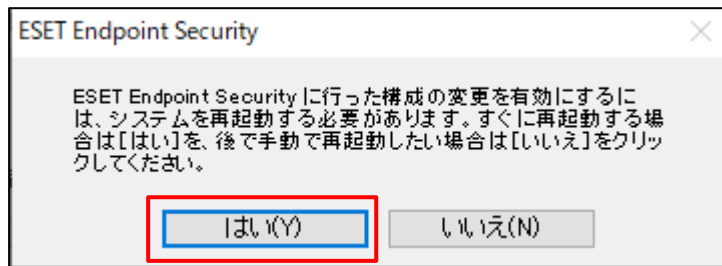 ESET Endpoint Security
ESET Endpoint Security に行った構成の変更を有効にするに
は、システムを再起動する必要があります。すぐに再起動する場
合は[はい]を、後で手動で再起動したい場合は[いいえ]をクリッ
クしてください。
はい(Y)
いいえ(N)